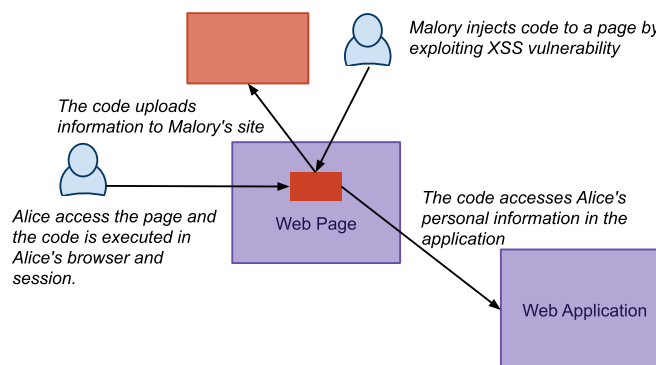 Malory injects code to a page by
exploiting XSS vulnerability
The code uploads
information to Malory's site
Alice access the page and
the code is executed in
Alice's browser and
session.
Web Page
The code accesses Alice's
personal information in the
application
Web Application